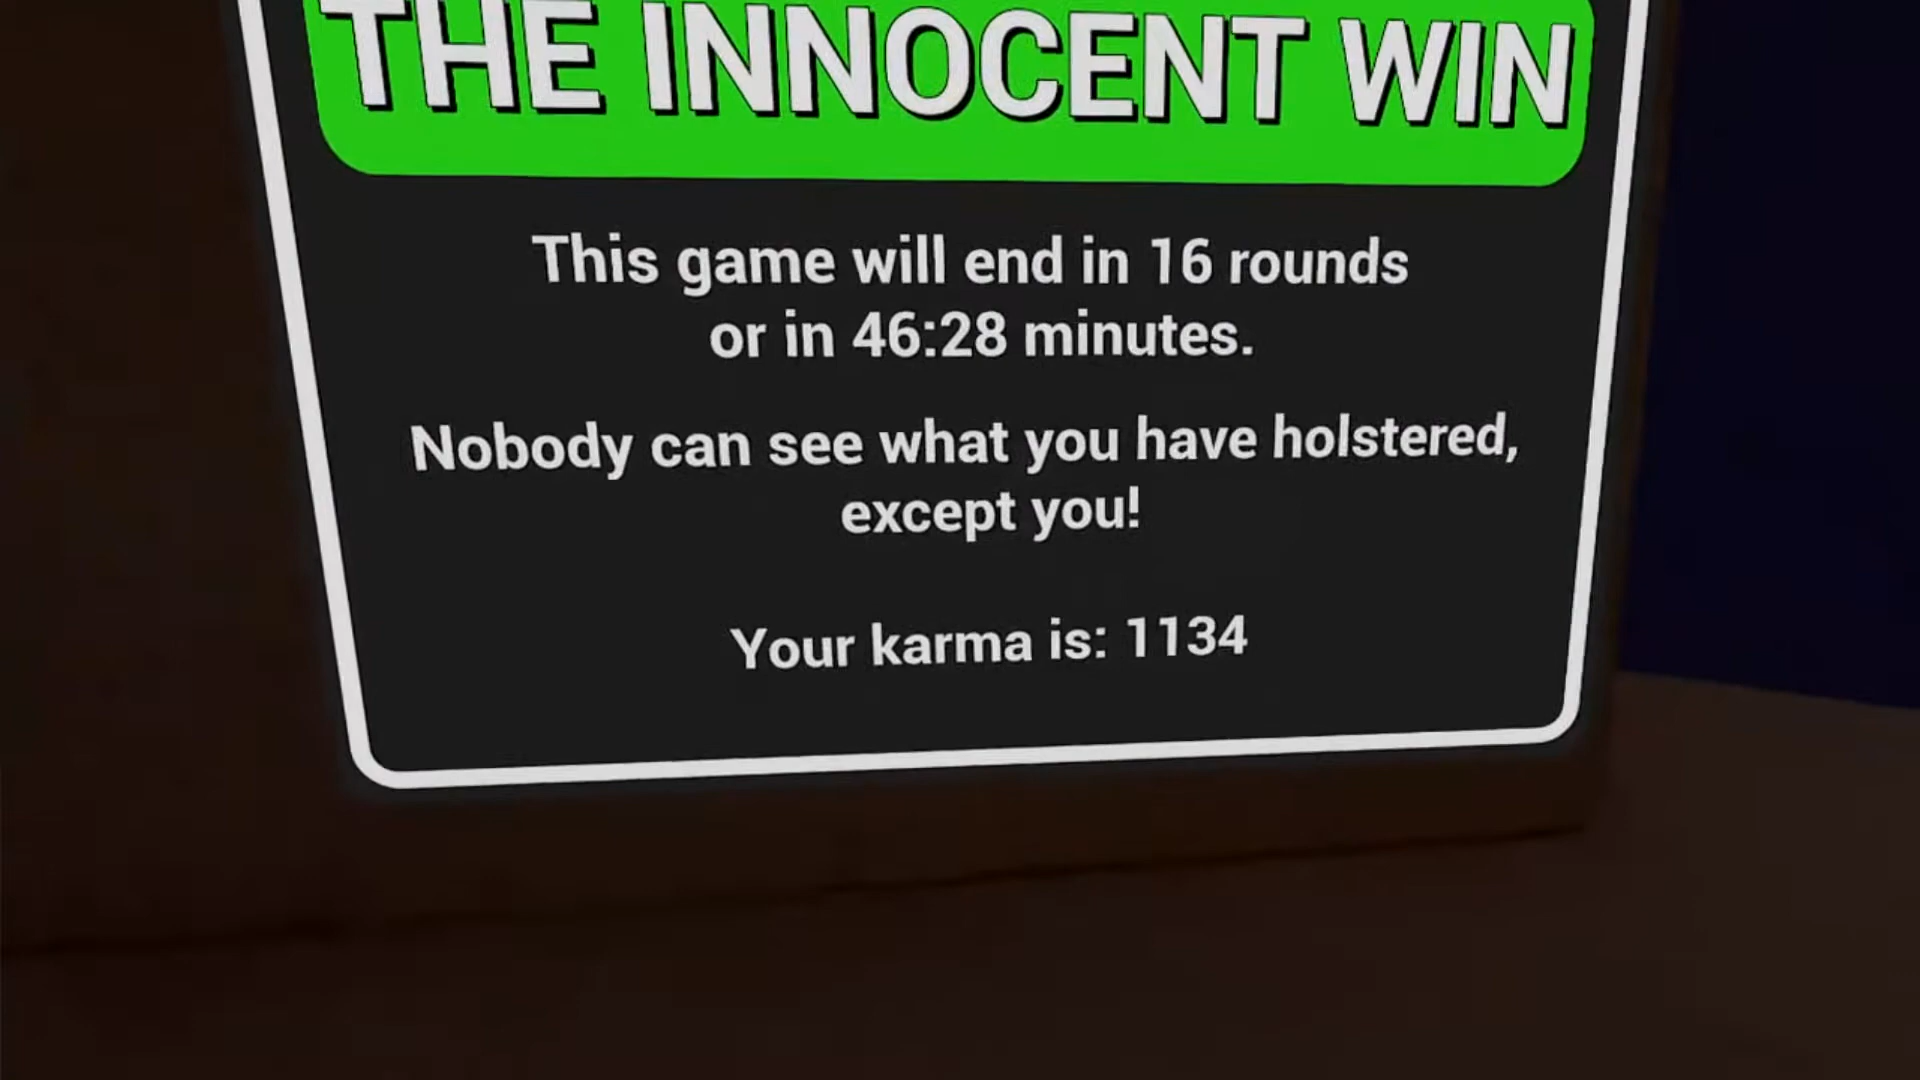 THE INNOCENT WIN
This game will end in 16 rounds
or in 46:28 minutes.
Nobody can see what you have holstered,
except you!
Your karma is: 1134